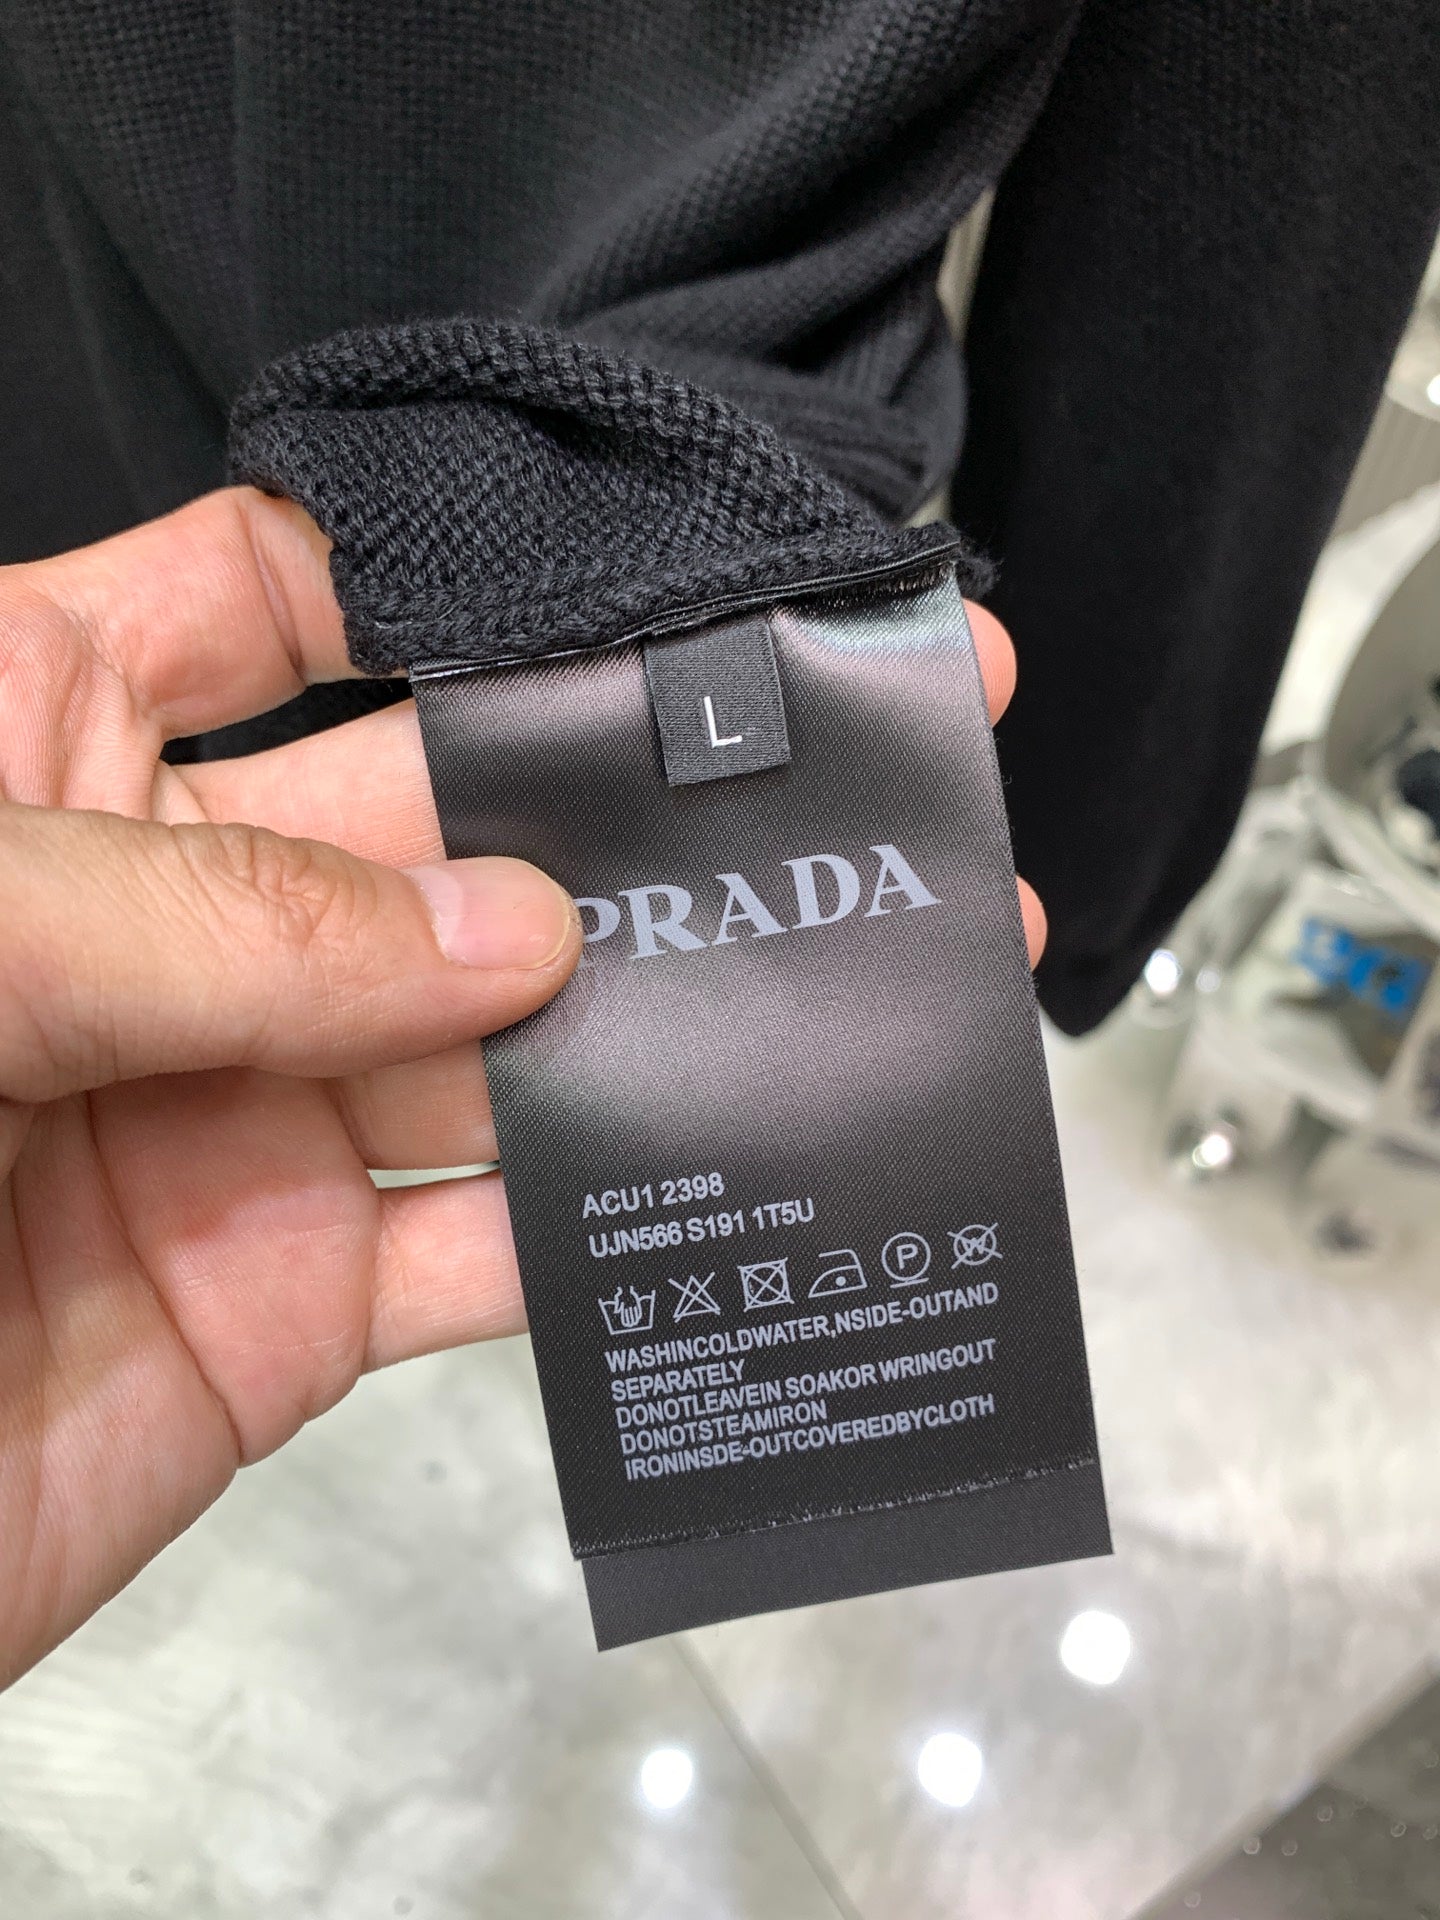 L
PRADA
ACU1 2398
UJN566 S191 1T5U
P
W
WASHINCOLDWATER,NSIDE-OUTAND
SEPARATELY
DONOTLEAVEIN SOAKOR WRINGOUT
DONOTSTEAMIRON
IRONINSDE-OUTCOVEREDBYCLOTH